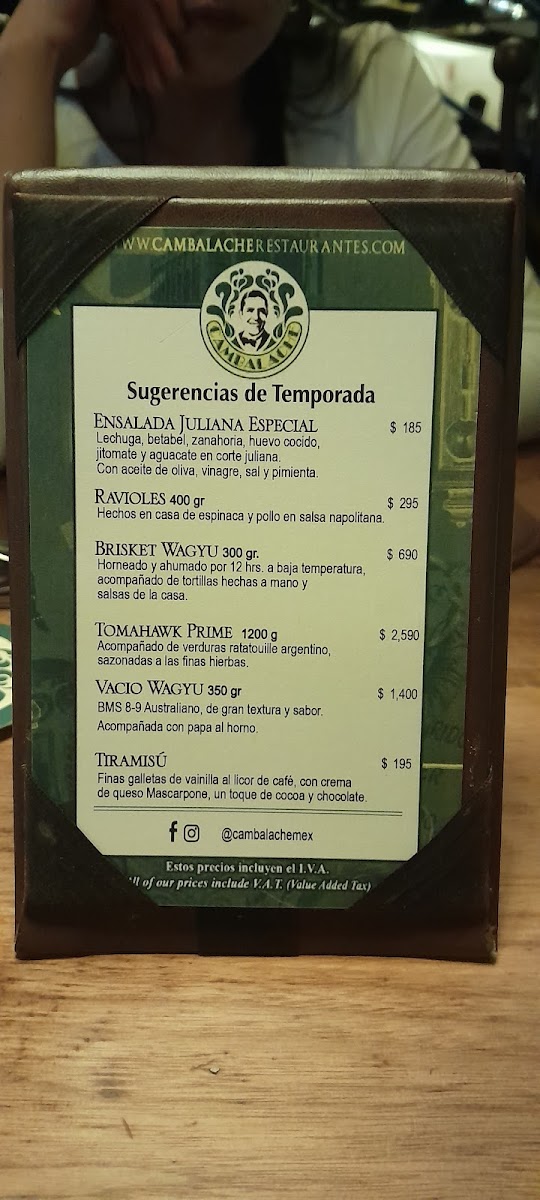 WWW.CAMBALACHERESTAURANTES.COM
CAMBALACHE
Sugerencias de Temporada
ENSALADA JULIANA ESPECIAL $ 185
Lechuga, betabel, zanahoria, huevo cocido,
jitomate y aguacate en corte juliana.
Con aceite de oliva, vinagre, sal y pimienta.
RAVIOLES 400 gr $ 295
Hechos en casa de espinaca y pollo en salsa napolitana.
BRISKET WAGYU 300 gr. $ 690
Horneado y ahumado por 12 hrs. a baja temperatura,
acompañado de tortillas hechas a mano y
salsas de la casa.
TOMAHAWK PRIME 1200 g $ 2,590
Acompañado de verduras ratatouille argentino,
sazonadas a las finas hierbas.
VACIO WAGYU 350 gr $ 1,400
BMS 8-9 Australiano, de gran textura y sabor.
Acompañada con papa al horno.
TIRAMISÚ $ 195
Finas galletas de vainilla al licor de café, con crema
de queso Mascarpone, un toque de cocoa y chocolate.
@cambalachemex
Estos precios incluyen el I.V.A.
All of our prices include V.A.T. (Value Added Tax)